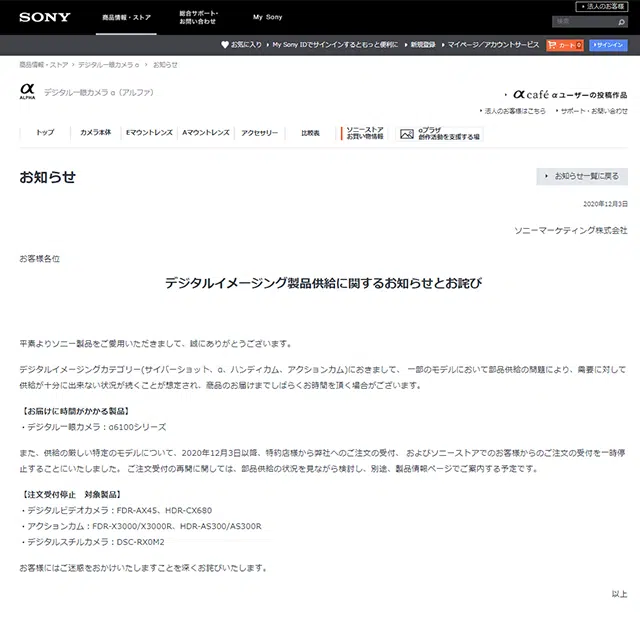 SONY
商品情報・ストア
総合サポート・
お問い合わせ
My Sony
法人のお客様
検索
お気に入り
My Sony IDでサインインするともっと便利に
新規登録
マイページ/アカウントサービス
カート 0
サインイン
商品情報・ストア > デジタル一眼カメラ α > お知らせ
α
ALPHA
デジタル一眼カメラ α（アルファ）
αcafé αユーザーの投稿作品
法人のお客様はこちら
サポート・お問い合わせ
トップ
カメラ本体
Eマウントレンズ
Aマウントレンズ
アクセサリー
比較表
ソニーストア
お買い物情報
αプラザ
創作活動を支援する場
お知らせ
お知らせ一覧に戻る
2020年12月3日
ソニーマーケティング株式会社
お客様各位
デジタルイメージング製品供給に関するお知らせとお詫び
平素よりソニー製品をご愛用いただきまして、誠にありがとうございます。
デジタルイメージングカテゴリー(サイバーショット、α、ハンディカム、アクションカム)におきまして、 一部のモデルにおいて部品供給の問題により、需要に対して
供給が十分に出来ない状況が続くことが想定され、商品のお届けまでしばらくお時間を頂く場合がございます。
【お届けに時間がかかる製品】
・デジタル一眼カメラ：α6100シリーズ
また、供給の厳しい特定のモデルについて、2020年12月3日以降、特約店様から弊社へのご注文の受付、 およびソニーストアでのお客様からのご注文の受付を一時停
止することにいたしました。 ご注文受付の再開に関しては、部品供給の状況を見ながら検討し、別途、製品情報ページでご案内する予定です。
【注文受付停止 対象製品】
・デジタルビデオカメラ：FDR-AX45、HDR-CX680
・アクションカム：FDR-X3000/X3000R、HDR-AS300/AS300R
・デジタルスチルカメラ：DSC-RX0M2
お客様にはご迷惑をおかけいたしますことを深くお詫びいたします。
以上